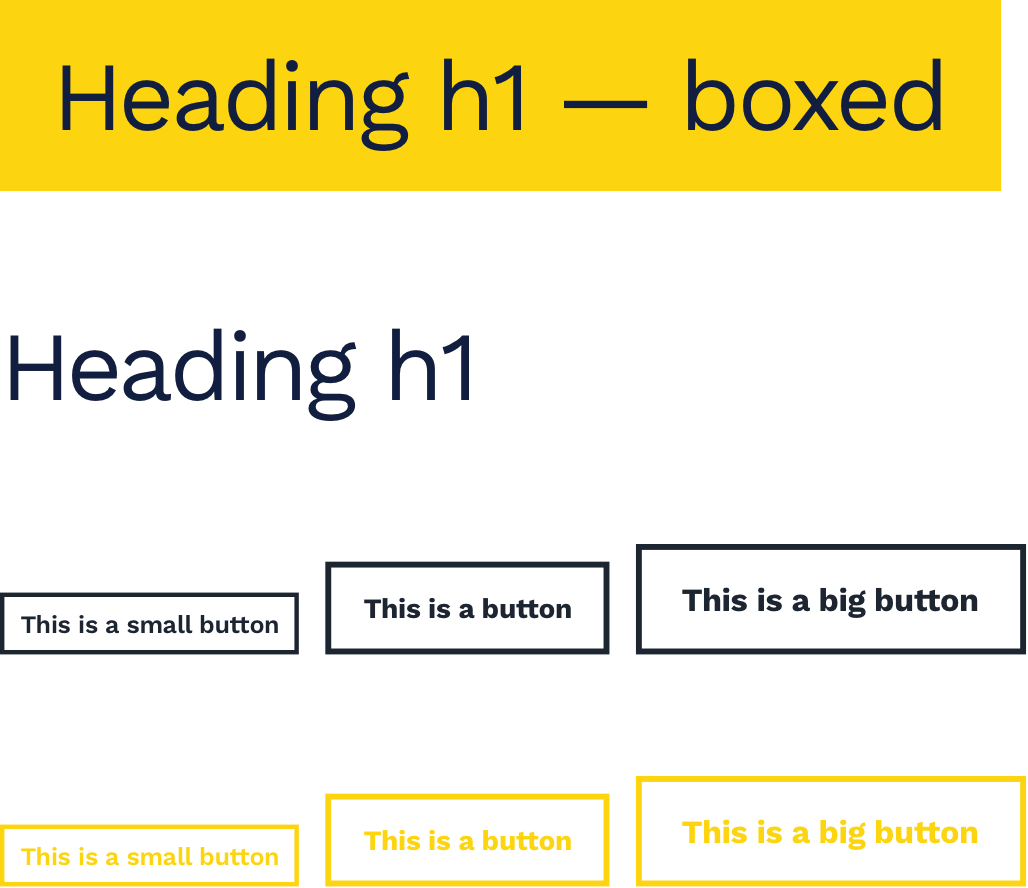 Heading h1 — boxed
Heading h1
This is a small button
This is a button
This is a big button
This is a small button
This is a button
This is a big button